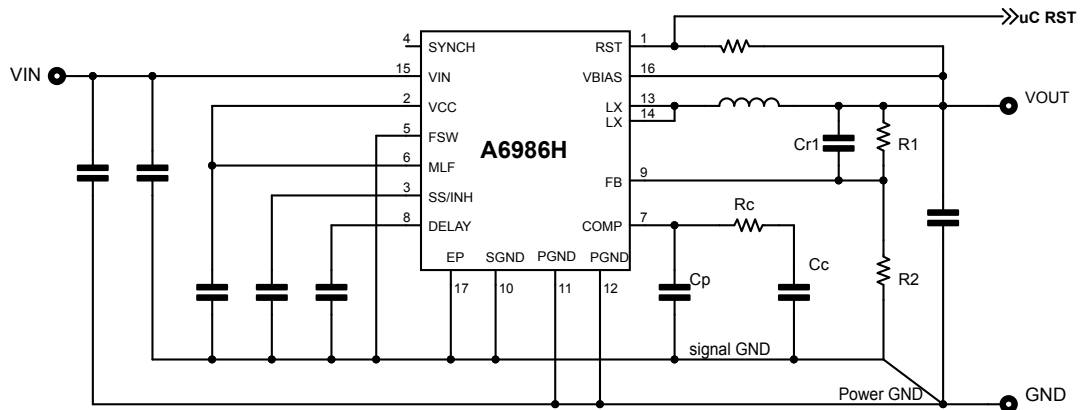 uC RST
4
SYNCH
RST
1
VIN
15
VIN
VBIAS
16
2
VCC
LX
13
VOUT
LX
14
5
FSW
A6986H
Cr1
R1
6
MLF
FB
9
3
SS/INH
Rc
8
DELAY
COMP
7
EP
SGND
PGND
PGND
Cp
Cc
R2
17
10
11
12
signal GND
Power GND
GND